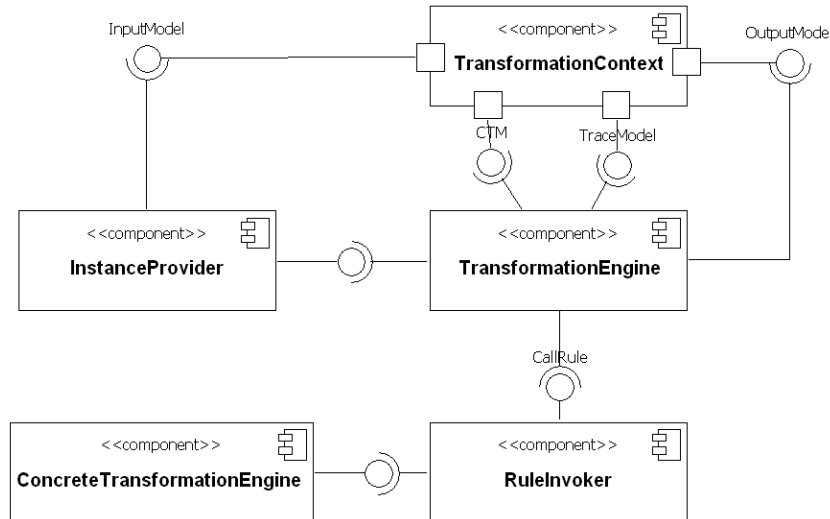 InputModel
<<component>>
TransformationContext
OutputMode
CTM
TraceModel
<<component>>
InstanceProvider
<<component>>
TransformationEngine
CallRule
<<component>>
ConcreteTransformationEngine
<<component>>
RuleInvoker